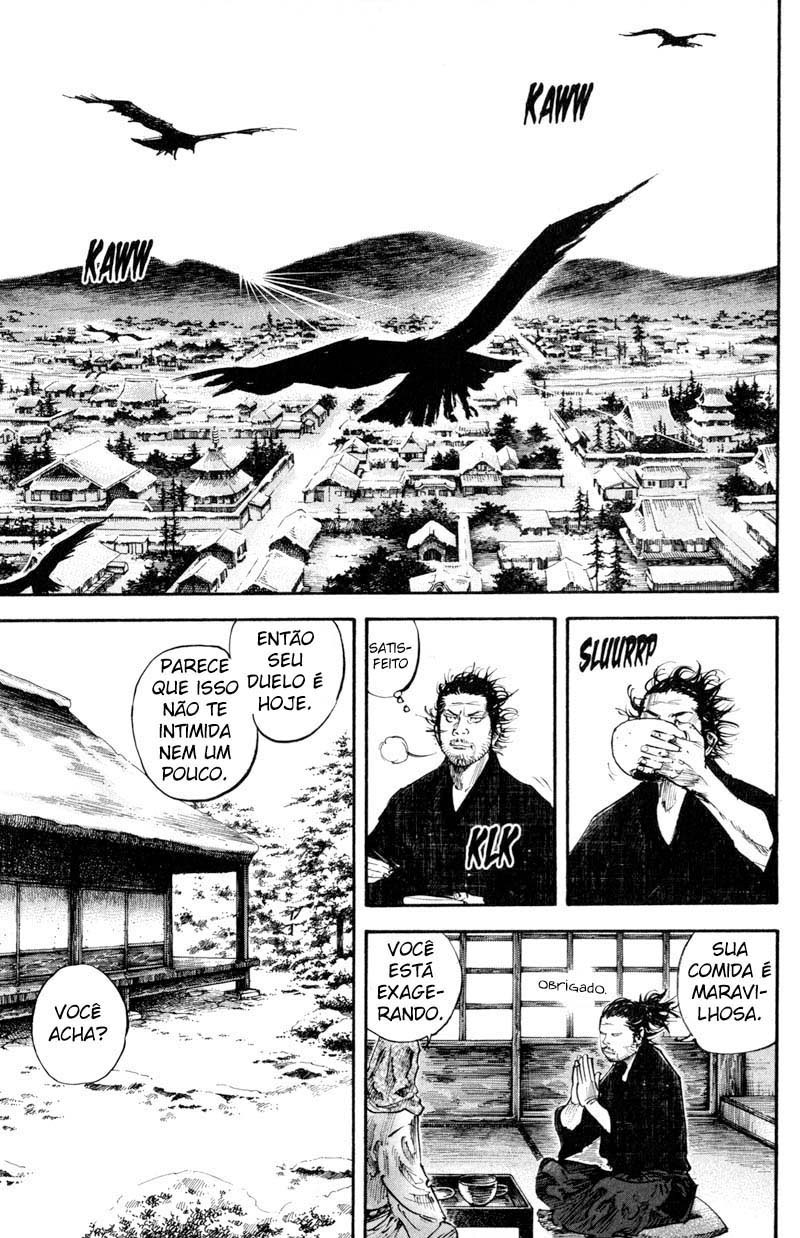 KAWW
KAWW
SLUURRP
SATIS-
FEITO
KLK
SUA
COMIDA É
MARAVI-
LHOSA.
OBRIGADO.
VOCÊ
ESTÁ
EXAGE-
RANDO.
ENTÃO
SEU
DUELO É
HOJE.
PARECE
QUE ISSO
NÃO TE
INTIMIDA
NEM UM
POUCO.
VOCÊ
ACHA?